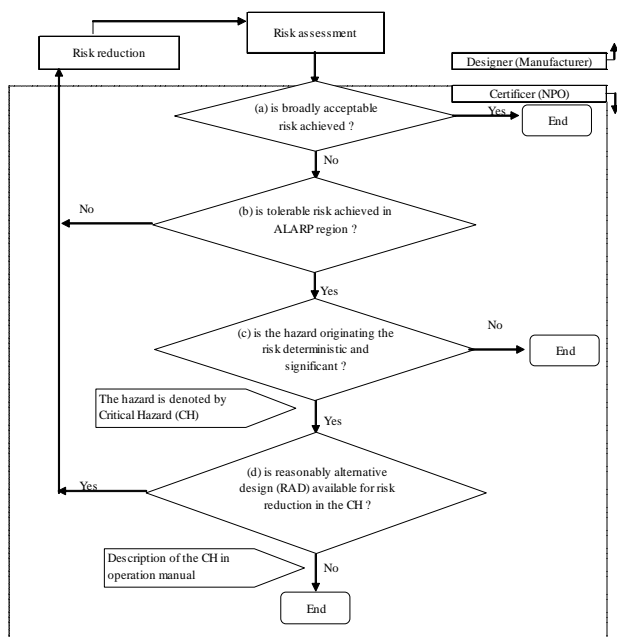 Risk assessment
Risk reduction
Designer (Manufacturer)
Certificer (NPO)
(a) is broadly acceptable
risk achieved ?
Yes
End
No
(b) is tolerable risk achieved in
ALARP region ?
No
Yes
(c) is the hazard originating the
risk deterministic and
significant ?
No
End
The hazard is denoted by
Critical Hazard (CH)
Yes
(d) is reasonably alternative
design (RAD) available for risk
reduction in the CH ?
Yes
Description of the CH in
operation manual
No
End